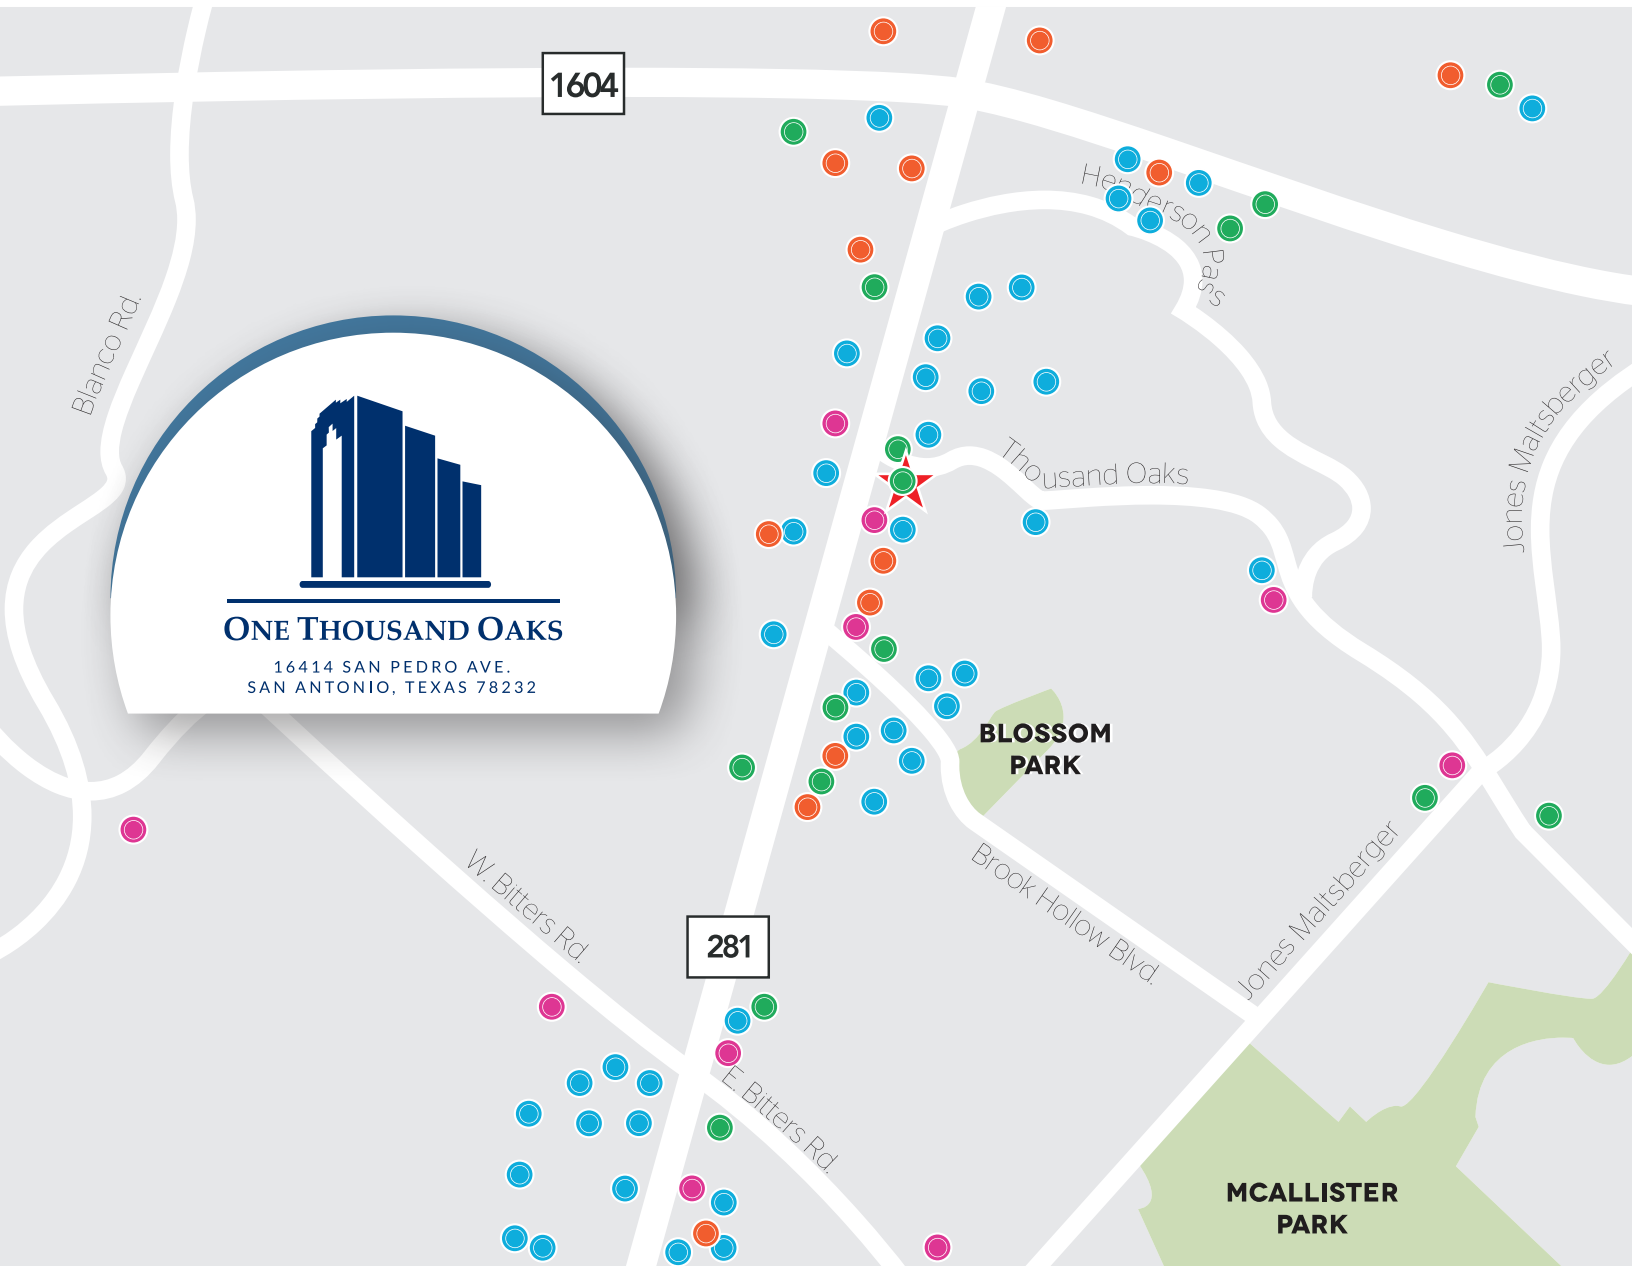 1604
Henderson Pass
Blanco Rd.
Jones Maltsberger
Thousand Oaks
ONE THOUSAND OAKS
16414 SAN PEDRO AVE.
SAN ANTONIO, TEXAS 78232
BLOSSOM
PARK
W. Bitters Rd.
281
Brook Hollow Blvd.
Jones Maltsberger
E. Bitters Rd.
MCALLISTER
PARK